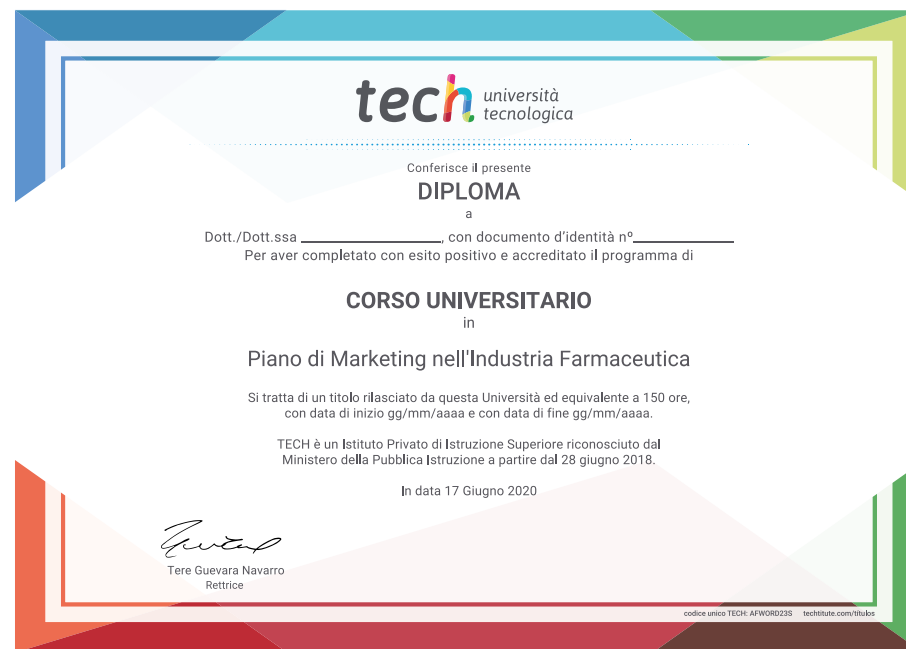 tech università
tecnologica
Conferisce il presente
DIPLOMA
a
Dott./Dott.ssa ____________________, con documento d'identità nº______________
Per aver completato con esito positivo e accreditato il programma di
CORSO UNIVERSITARIO
in
Piano di Marketing nell'Industria Farmaceutica
Si tratta di un titolo rilasciato da questa Università ed equivalente a 150 ore,
con data di inizio gg/mm/aaaa e con data di fine gg/mm/aaaa.
TECH è un Istituto Privato di Istruzione Superiore riconosciuto dal
Ministero della Pubblica Istruzione a partire dal 28 giugno 2018.
In data 17 Giugno 2020
Tere Guevara Navarro
Rettrice
codice unico TECH: AFWORD23S techtitute.com/titulos